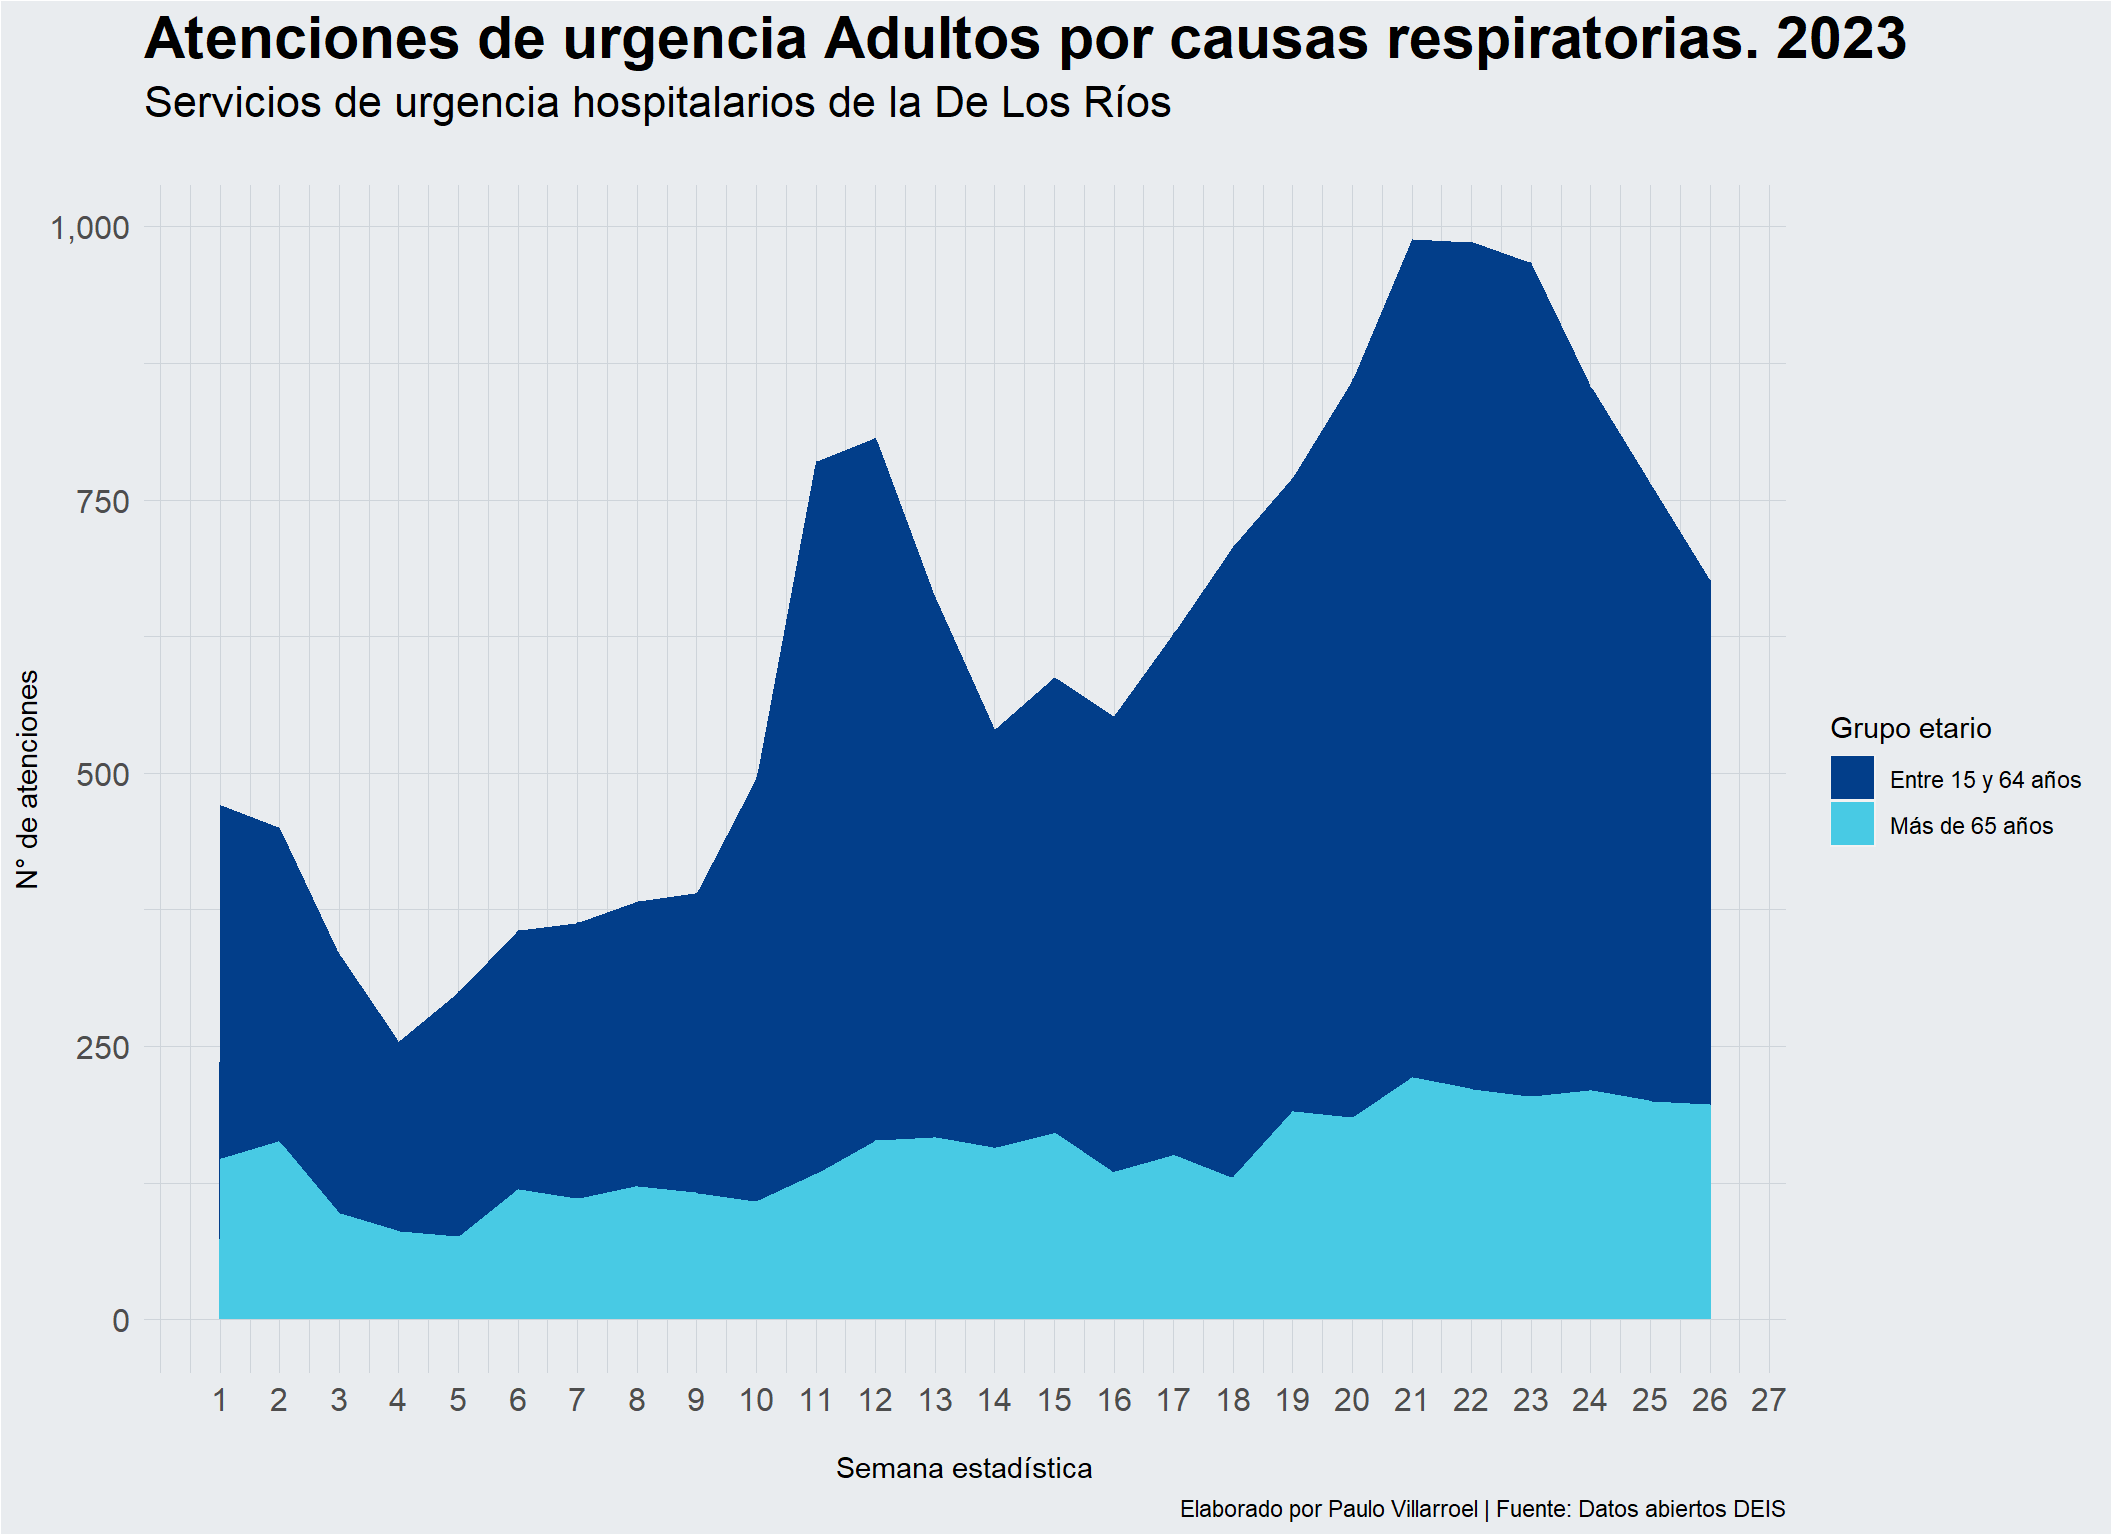 Atenciones de urgencia Adultos por causas respiratorias. 2023
Servicios de urgencia hospitalarios de la De Los Ríos
1,000
750
500
250
0
N° de atenciones
Grupo etario
Entre 15 y 64 años
Más de 65 años
1 2 3 4 5 6 7 8 9 10 11 12 13 14 15 16 17 18 19 20 21 22 23 24 25 26 27
Semana estadística
Elaborado por Paulo Villarroel | Fuente: Datos abiertos DEIS